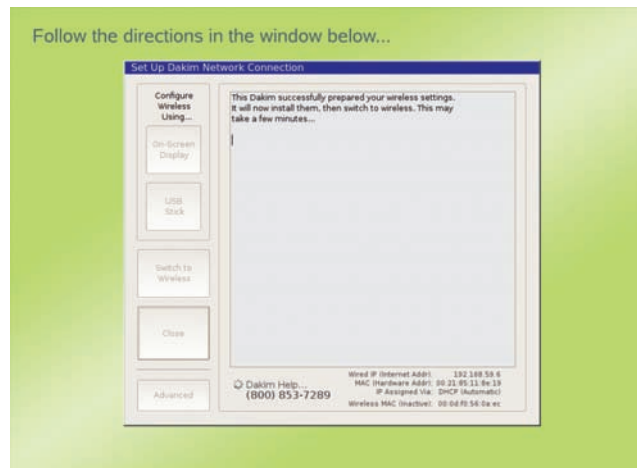 Follow the directions in the window below...
Set Up Dakim Network Connection
Configure
Wireless
Using...
On-Screen
Display
USB
Stick
Switch to
Wireless
Close
Advanced
This Dakim successfully prepared your wireless settings.
It will now install them, then switch to wireless. This may
take a few minutes...
Dakim Help...
(800) 853-7289
Wired IP (Internet Addr): 192.168.59.6
MAC (Hardware Addr): 00:21:85:11:6e:19
IP Assigned Via: DHCP (Automatic)
Wireless MAC (Inactive): 00:0d:f0:56:0a:ec